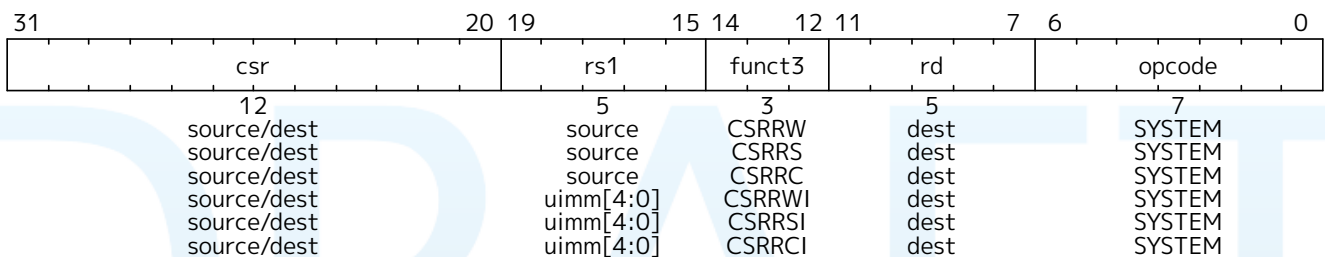 31 20 19 15 14 12 11 7 6 0
csr rs1 funct3 rd opcode
12 5 3 5 7
source/dest source CSRRW dest SYSTEM
source/dest source CSRRS dest SYSTEM
source/dest source CSRRC dest SYSTEM
source/dest uimm[4:0] CSRRWI dest SYSTEM
source/dest uimm[4:0] CSRRSI dest SYSTEM
source/dest uimm[4:0] CSRRCI dest SYSTEM
DRAFT